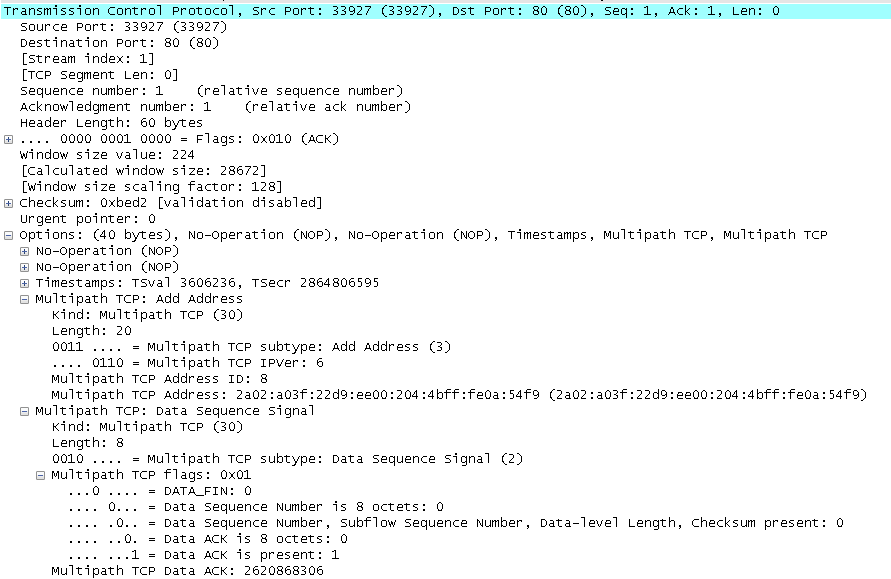 Transmission Control Protocol, Src Port: 33927 (33927), Dst Port: 80 (80), Seq: 1, Ack: 1, Len: 0
Source Port: 33927 (33927)
Destination Port: 80 (80)
[Stream index: 1]
[TCP Segment Len: 0]
Sequence number: 1    (relative sequence number)
Acknowledgment number: 1    (relative ack number)
Header Length: 60 bytes
.... 0000 0001 0000 = Flags: 0x010 (ACK)
Window size value: 224
[Calculated window size: 28672]
[Window size scaling factor: 128]
Checksum: 0xbed2 [validation disabled]
Urgent pointer: 0
Options: (40 bytes), No-Operation (NOP), No-Operation (NOP), Timestamps, Multipath TCP, Multipath TCP
No-Operation (NOP)
No-Operation (NOP)
Timestamps: TSval 3606236, TSecr 2864806595
Multipath TCP: Add Address
Kind: Multipath TCP (30)
Length: 20
0011 .... = Multipath TCP subtype: Add Address (3)
.... 0110 = Multipath TCP IPVer: 6
Multipath TCP Address ID: 8
Multipath TCP Address: 2a02:a03f:22d9:ee00:204:4bff:fe0a:54f9 (2a02:a03f:22d9:ee00:204:4bff:fe0a:54f9)
Multipath TCP: Data Sequence Signal
Kind: Multipath TCP (30)
Length: 8
0010 .... = Multipath TCP subtype: Data Sequence Signal (2)
Multipath TCP flags: 0x01
...0 .... = DATA_FIN: 0
.... 0... = Data Sequence Number is 8 octets: 0
.... .0.. = Data Sequence Number, Subflow Sequence Number, Data-level Length, Checksum present: 0
.... ..0. = Data ACK is 8 octets: 0
.... ...1 = Data ACK is present: 1
Multipath TCP Data ACK: 2620868306